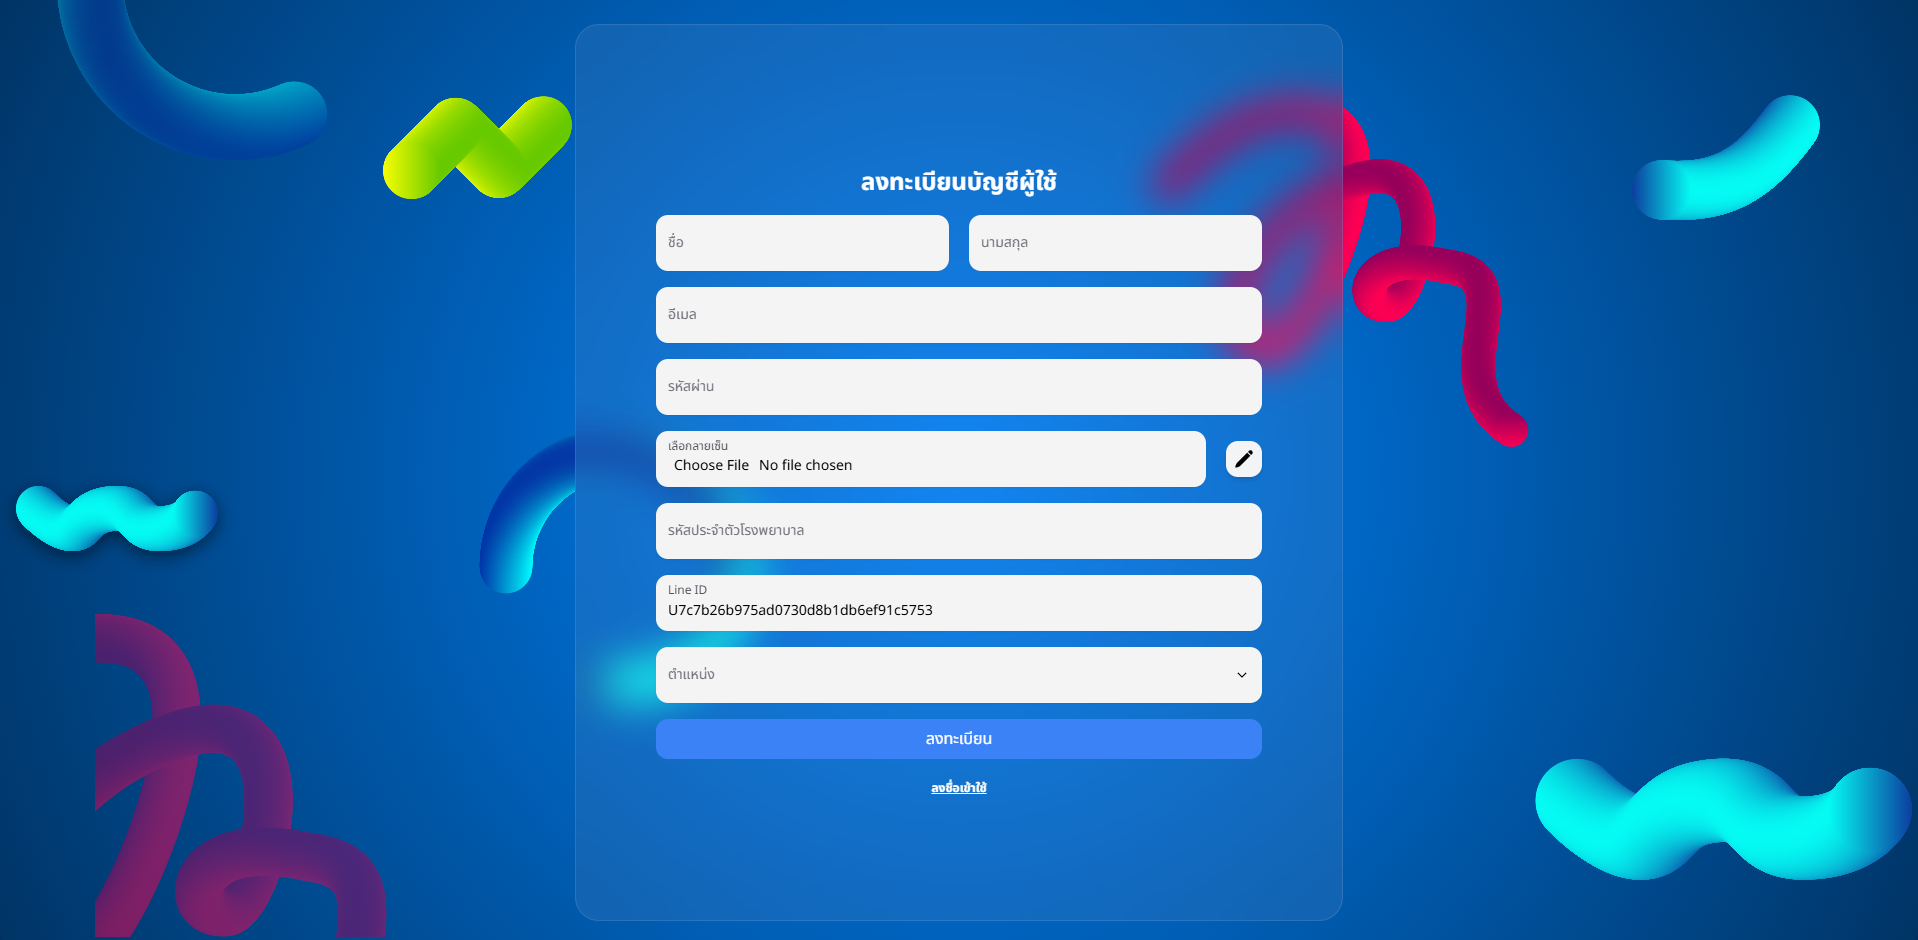 ลงทะเบียนบัญชีผู้ใช้
ชื่อ นามสกุล
อีเมล
รหัสผ่าน
เลือกลายเซ็น
Choose File No file chosen
รหัสประจำตัวโรงพยาบาล
Line ID
U7c7b26b975ad0730d8b1db6ef91c5753
ตำแหน่ง
ลงทะเบียน
ลงชื่อเข้าใช้